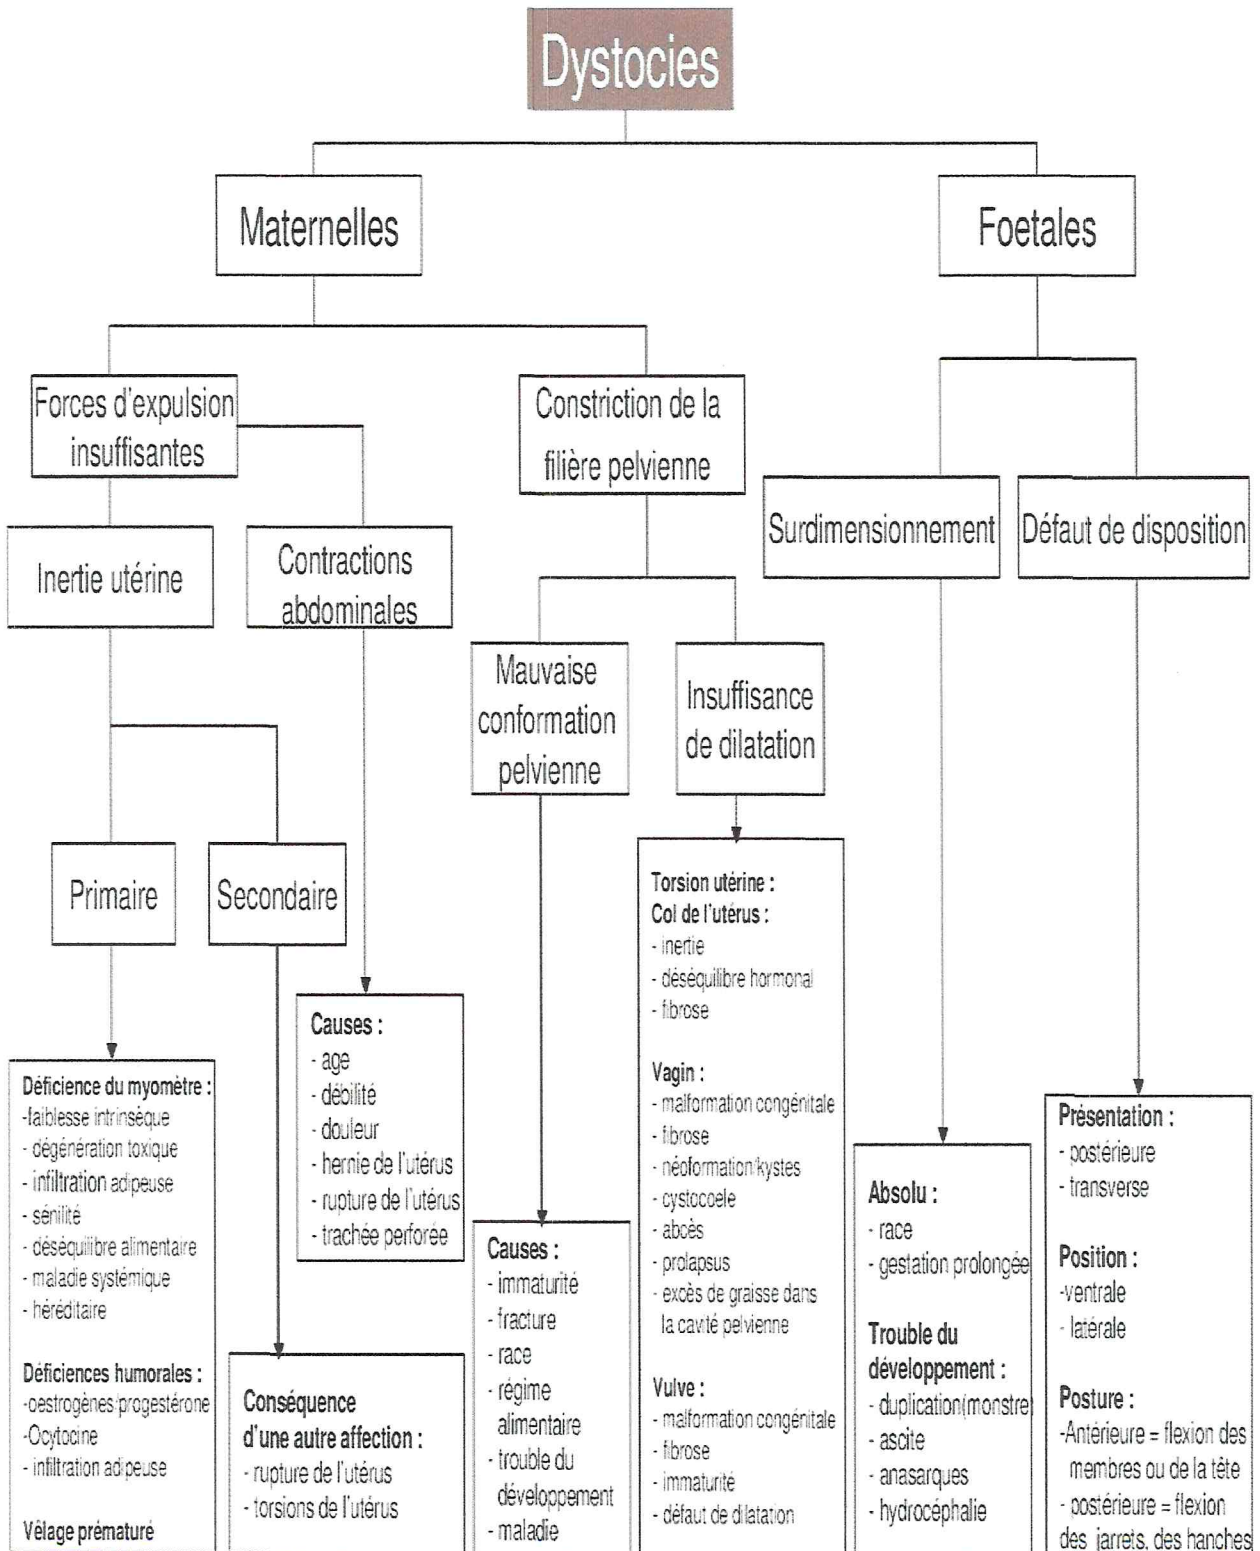 Dystocies
Maternelles
Foetales
Forces d'expulsion
insuffisantes
Constriction de la
filière pelvienne
Surdimensionnement
Défaut de disposition
Inertie utérine
Contractions
abdominales
Mauvaise
conformation
pelvienne
Insuffisance
de dilatation
Primaire
Secondaire
Déficience du myomètre :
-faiblesse intrinsèque
- dégénération toxique
- infiltration adipeuse
- sénilité
- déséquilibre alimentaire
- maladie systémique
- héréditaire
Déficiences humorales :
-oestrogènes/progestérone
-Ocytocine
- infiltration adipeuse
Vêlage prématuré
Conséquence
d'une autre affection :
- rupture de l'utérus
- torsions de l'utérus
Causes :
- age
- débilité
- douleur
- hernie de l'utérus
- rupture de l'utérus
- trachée perforée
Causes :
- immaturité
- fracture
- race
- régime
alimentaire
- trouble du
développement
- maladie
Torsion utérine :
Col de l'utérus :
- inertie
- déséquilibre hormonal
- fibrose
Vagin :
- malformation congénitale
- fibrose
- néoformation/kystes
- cystocoele
- abcès
- prolapsus
- excès de graisse dans
la cavité pelvienne
Vulve :
- malformation congénitale
- fibrose
- immaturité
- défaut de dilatation
Absolu :
- race
- gestation prolongée
Trouble du
développement :
- duplication(monstre)
- ascite
- anasarques
- hydrocéphalie
Présentation :
- postérieure
- transverse
Position :
-ventrale
- latérale
Posture :
-Antérieure = flexion des
membres ou de la tête
- postérieure = flexion
des jarrets, des hanches